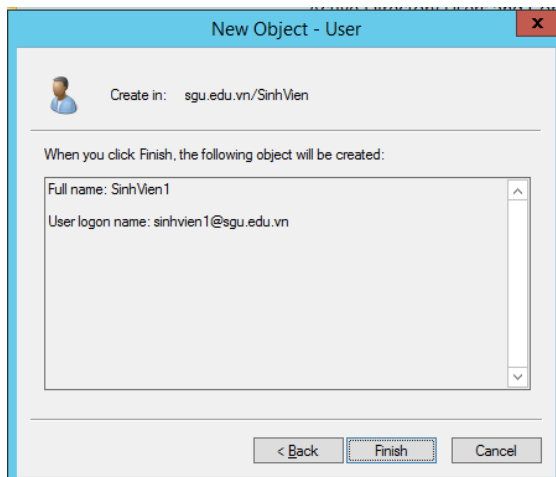 New Object - User
x
Create in: sgu.edu.vn/SinhVien
When you click Finish, the following object will be created:
Full name: SinhVien1
User logon name: sinhvien1@sgu.edu.vn
< Back Finish Cancel